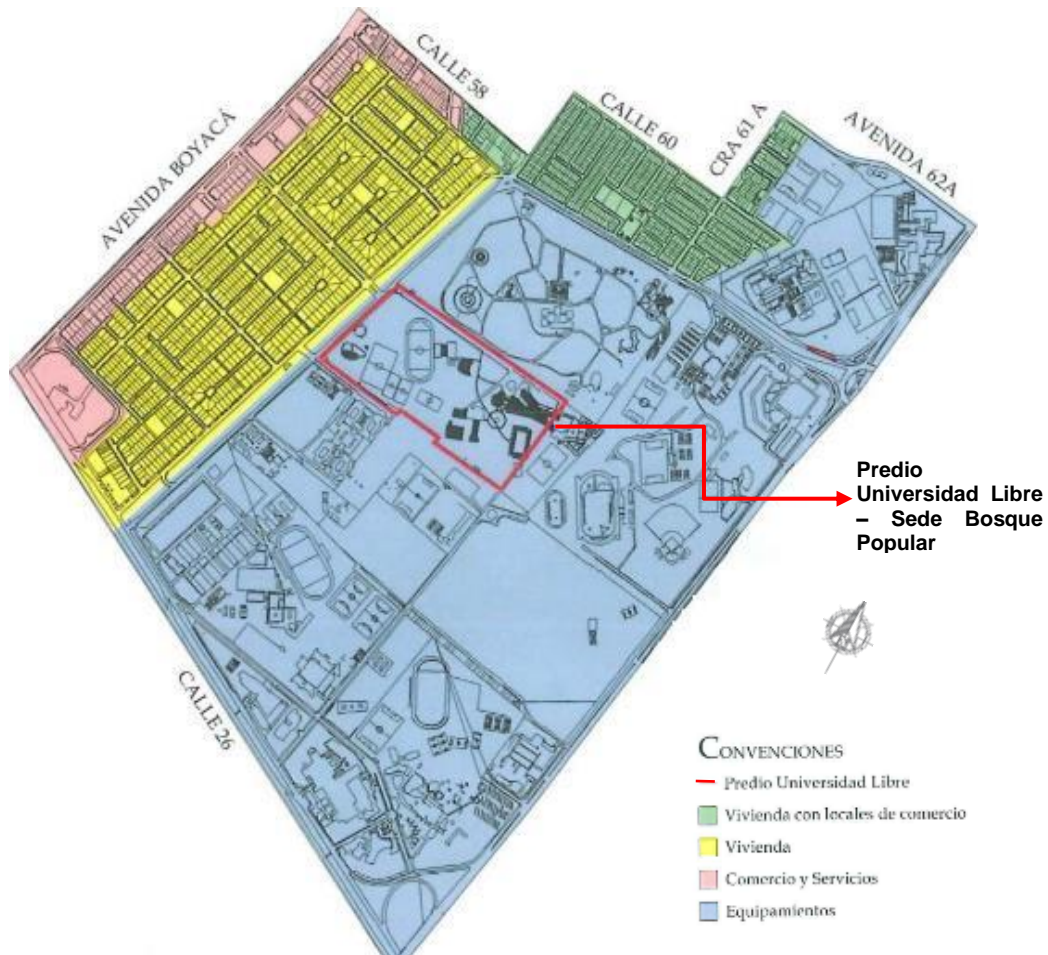 CALLE 58
CALLE 60
CRA 61 A
AVENIDA 62A
AVENIDA BOYACÁ
Predio
Universidad Libre
– Sede Bosque
Popular
CALLE 26
CONVENCIONES
Predio Universidad Libre
Vivienda con locales de comercio
Vivienda
Comercio y Servicios
Equipamientos